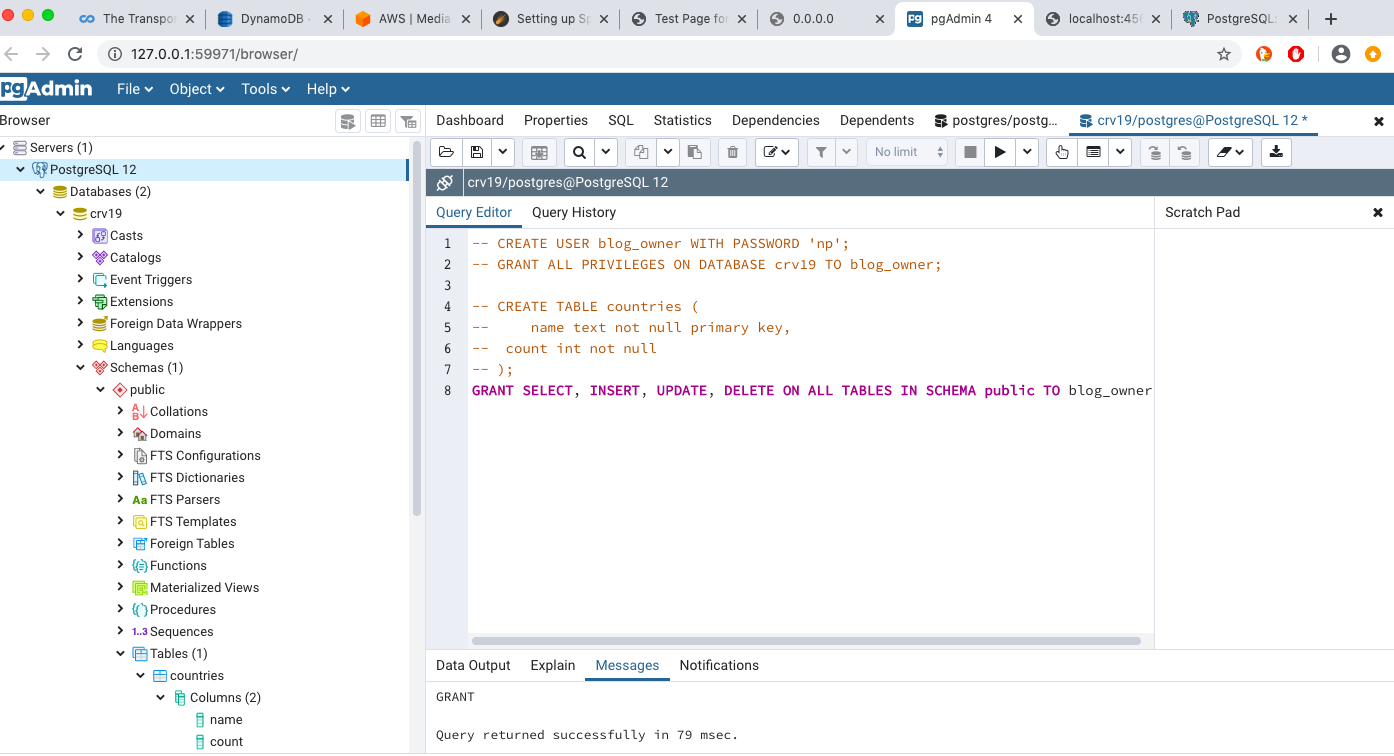 The Transpor
DynamoDB -
AWS | Media
Setting up Sp
Test Page for
0.0.0.0
pgAdmin 4
localhost:456
PostgreSQL:
127.0.0.1:59971/browser/
pgAdmin
File
Object
Tools
Help
Browser
Dashboard
Properties
SQL
Statistics
Dependencies
Dependents
postgres/postg...
crv19/postgres@PostgreSQL 12 *
Servers (1)
PostgreSQL 12
Databases (2)
crv19
Casts
Catalogs
Event Triggers
Extensions
Foreign Data Wrappers
Languages
Schemas (1)
public
Collations
Domains
FTS Configurations
FTS Dictionaries
Aa FTS Parsers
FTS Templates
Foreign Tables
Functions
Materialized Views
Procedures
1..3 Sequences
Tables (1)
countries
Columns (2)
name
count
No limit
crv19/postgres@PostgreSQL 12
Query Editor
Query History
Scratch Pad
1 -- CREATE USER blog_owner WITH PASSWORD 'np';
2 -- GRANT ALL PRIVILEGES ON DATABASE crv19 TO blog_owner;
3
4 -- CREATE TABLE countries (
5 --     name text not null primary key,
6 --  count int not null
7 -- );
8 GRANT SELECT, INSERT, UPDATE, DELETE ON ALL TABLES IN SCHEMA public TO blog_owner
Data Output
Explain
Messages
Notifications
GRANT
Query returned successfully in 79 msec.